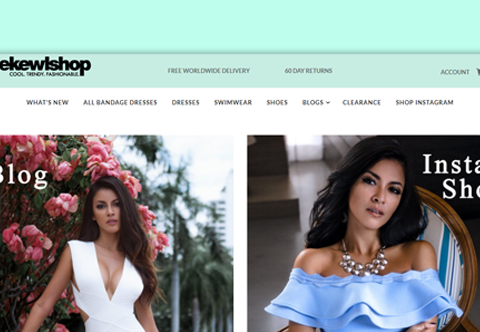 ekewlshop
COOL. TRENDY. FASHIONABLE.
FREE WORLDWIDE DELIVERY
60 DAY RETURNS
ACCOUNT
WHAT'S NEW
ALL BANDAGE DRESSES
DRESSES
SWIMWEAR
SHOES
BLOGS
CLEARANCE
SHOP INSTAGRAM
Blog
Insta
Sho